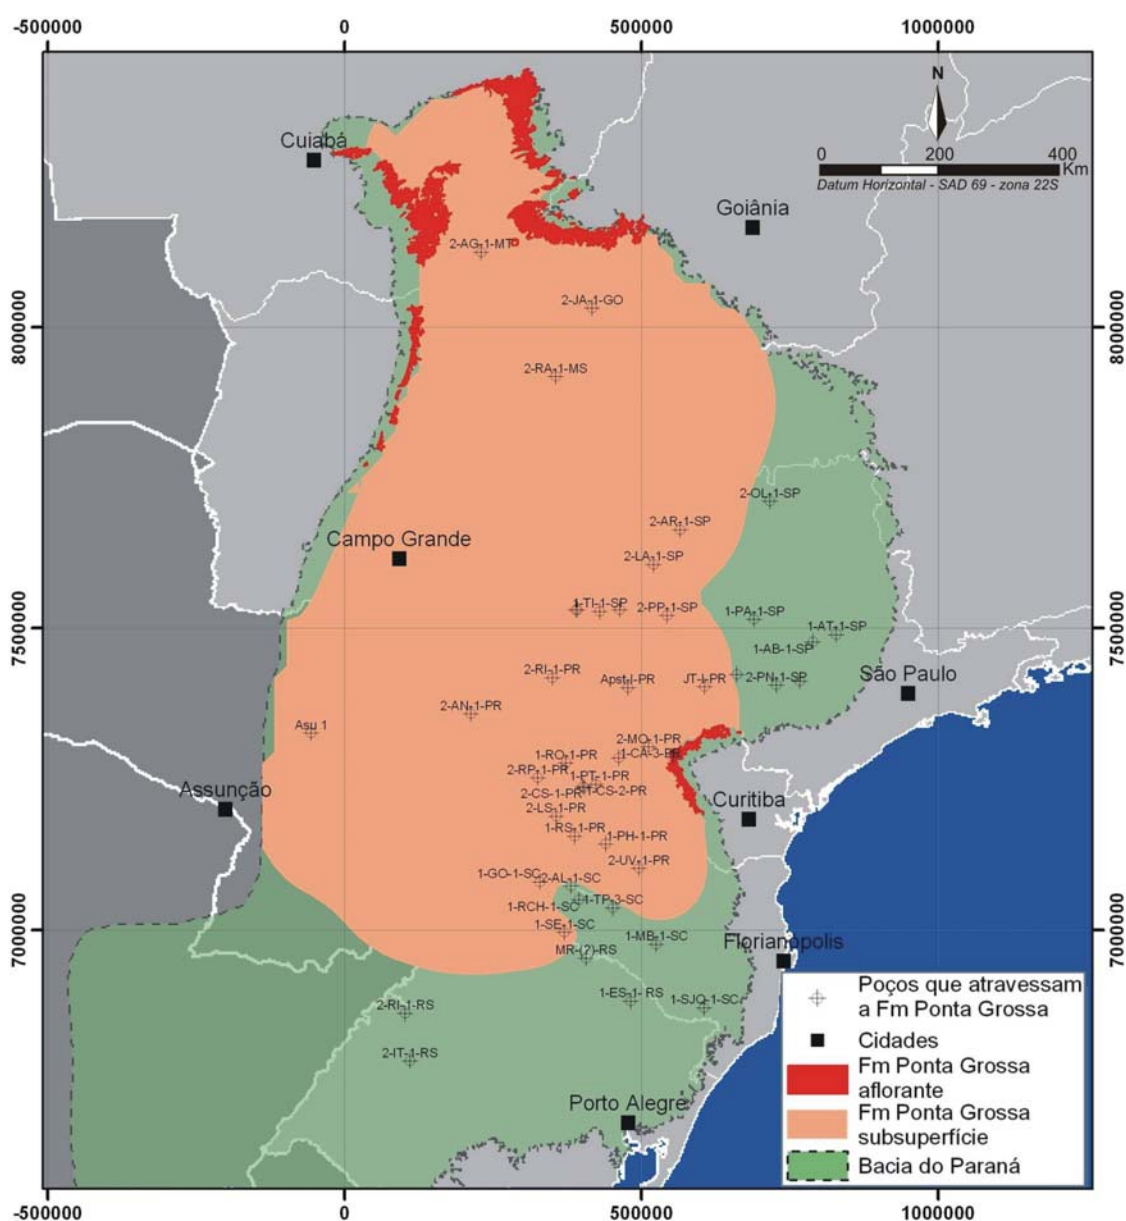 -500000 0 500000 1000000
N
0 200 400
Km
Datum Horizontal - SAD 69 - zona 22S
Cuiabá
Goiânia
2-AG-1-MT
2-JA-1-GO
8000000 8000000
2-RA-1-MS
2-OL-1-SP
2-AR-1-SP
Campo Grande
2-LA-1-SP
1-TI-1-SP
2-PP-1-SP
1-PA-1-SP
7500000 7500000
1-AT-1-SP
1-AB-1-SP
2-RI-1-PR
Apst-I-PR
JT-I-PR
2-PN-1-SP
São Paulo
2-AN-1-PR
Asu 1
2-MO-1-PR
1-RO-1-PR
1-CA-3-PR
2-RP-1-PR
1-PT-1-PR
Assunção
2-CS-1-PR
1-CS-2-PR
Curitiba
2-LS-1-PR
1-RS-1-PR
1-PH-1-PR
2-UV-1-PR
1-GO-1-SC
2-AL-1-SC
1-TP-3-SC
1-RCH-1-SC
1-SE-1-SC
7000000 7000000
1-MB-1-SC
Florianópolis
MR-(2)-RS
1-ES-1- RS
1-SJQ-1-SC
2-RI-1-RS
2-IT-1-RS
Porto Alegre
Poços que atravessam
a Fm Ponta Grossa
Cidades
Fm Ponta Grossa
aflorante
Fm Ponta Grossa
subsuperfície
Bacia do Paraná
-500000 0 500000 1000000